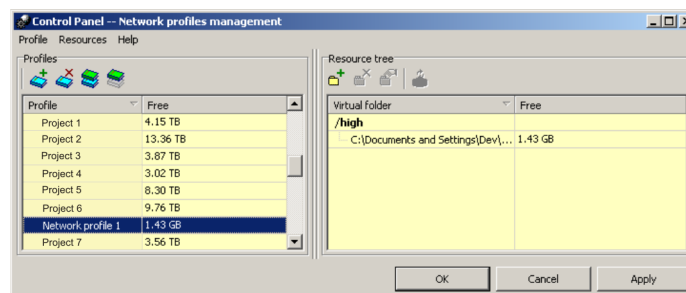 Control Panel -- Network profiles management
Profile Resources Help
Profiles
Profile Free
Project 1 4.15 TB
Project 2 13.36 TB
Project 3 3.87 TB
Project 4 3.02 TB
Project 5 8.30 TB
Project 6 9.76 TB
Network profile 1 1.43 GB
Project 7 3.56 TB
Resource tree
Virtual folder Free
/high
C:\Documents and Settings\Dev\... 1.43 GB
OK Cancel Apply